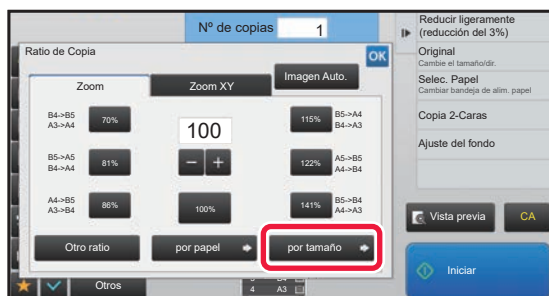 Nº de copias 1
Reducir ligeramente
(reducción del 3%)
Ratio de Copia
OK
Original
Cambie el tamaño/dir.
Zoom
Zoom XY
Imagen Auto.
Selec. Papel
Cambiar bandeja de alim. papel
B4->B5
A3->A4
70%
100
115%
B5->A4
B4->A3
Copia 2-Caras
B5->A5
B4->A4
81%
− +
122%
A5->B5
A4->B4
Ajuste del fondo
A4->B5
A3->B4
86%
100%
141%
B5->B4
A4->A3
Vista previa
CA
Otro ratio
por papel
por tamaño
Iniciar
Otros
4 A3